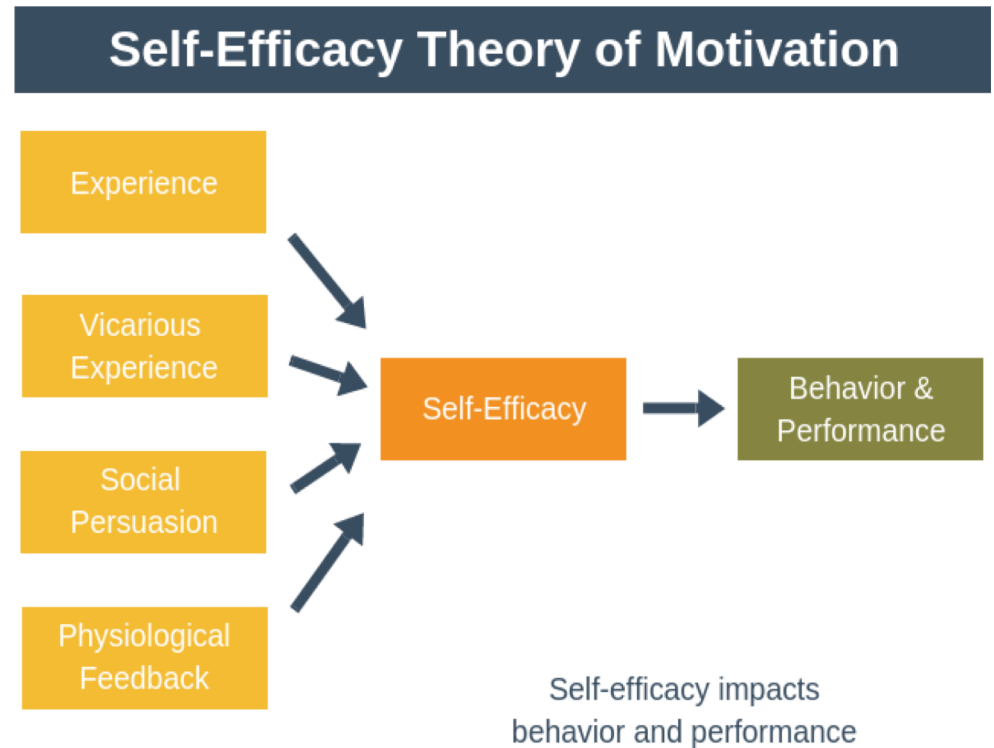 Self-Efficacy Theory of Motivation
Experience
Vicarious
Experience
Social
Persuasion
Physiological
Feedback
Self-Efficacy
Behavior &
Performance
Self-efficacy impacts
behavior and performance